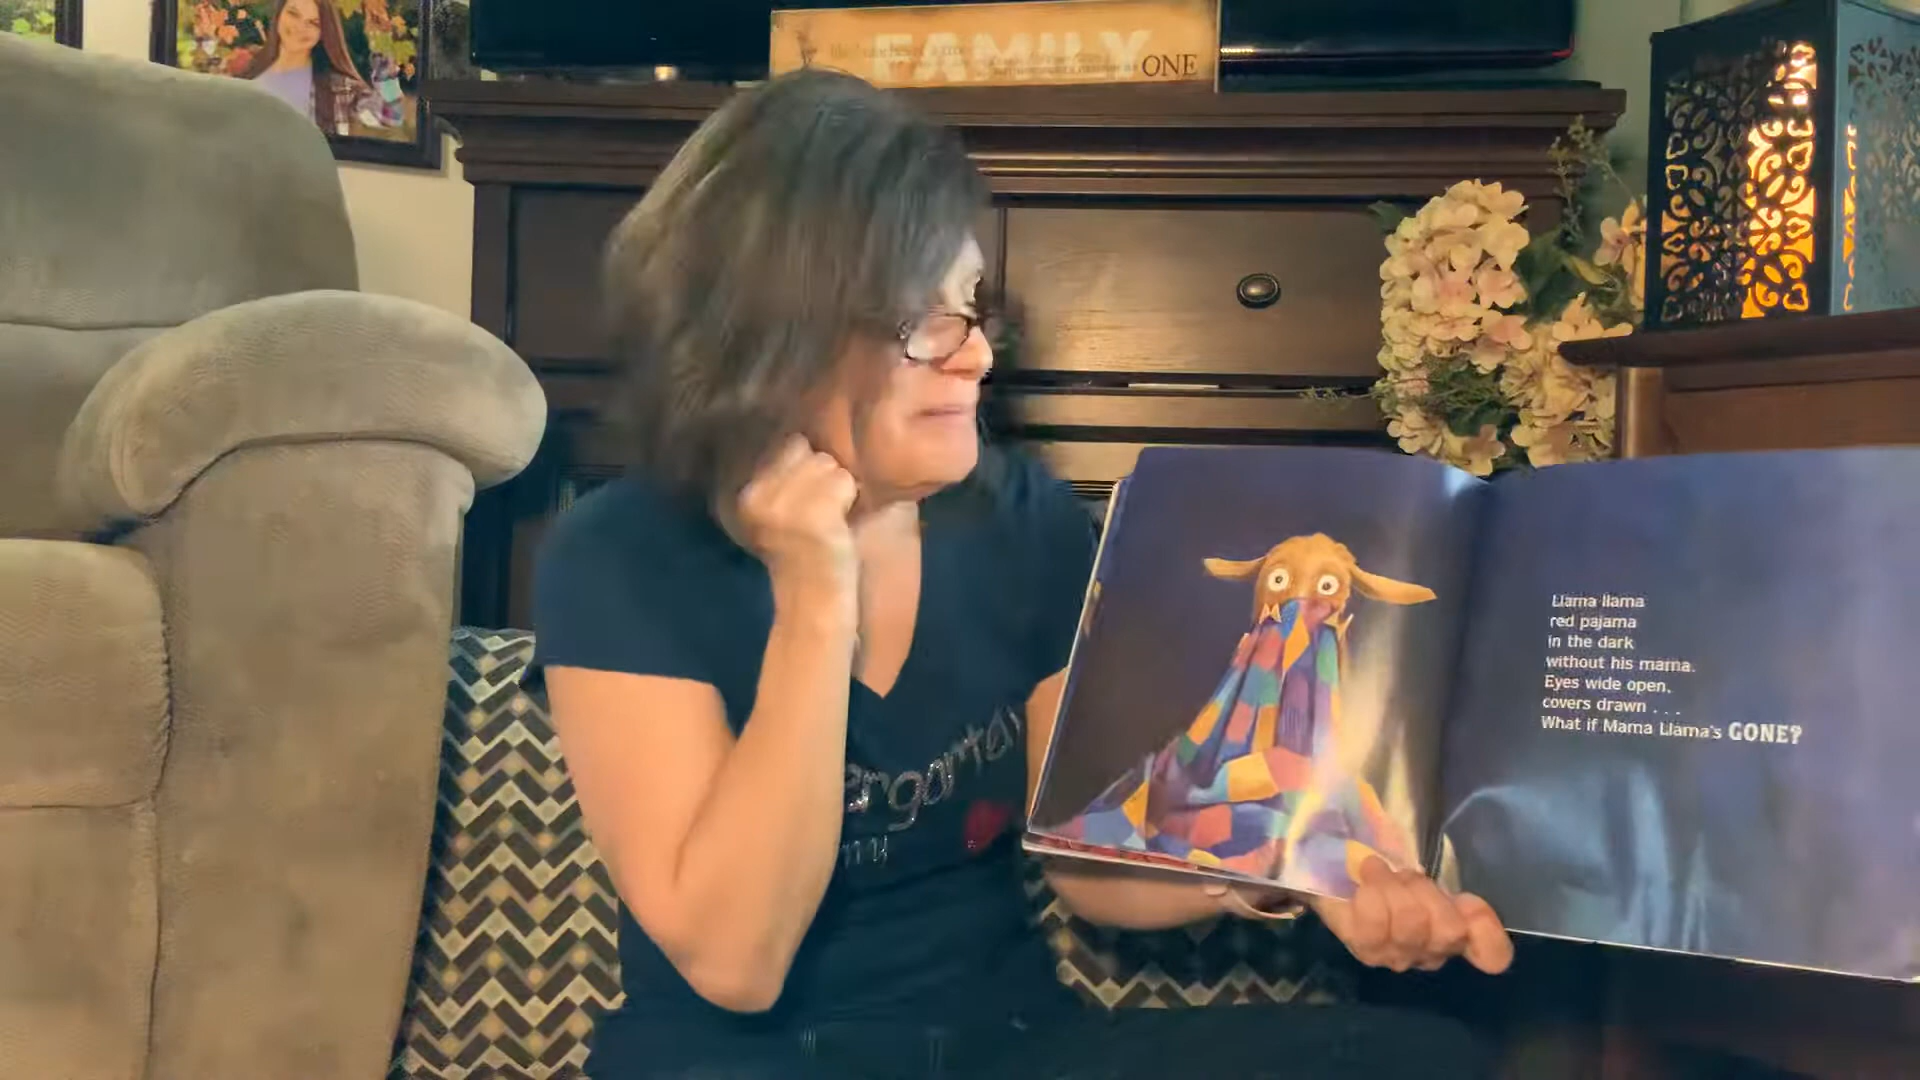 FAMILY
ONE
Llama llama
red pajama
in the dark
without his mama.
Eyes wide open,
covers drawn . . .
What if Mama Llama's GONE?